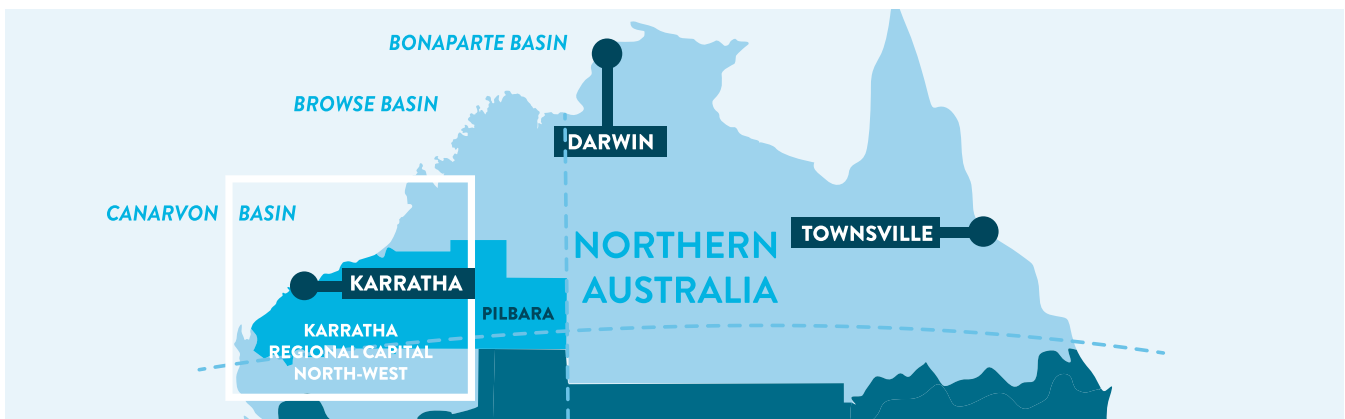 BONAPARTE BASIN
BROWSE BASIN
DARWIN
CANARVON BASIN
TOWNSVILLE
NORTHERN
AUSTRALIA
KARRATHA
PILBARA
KARRATHA
REGIONAL CAPITAL
NORTH-WEST